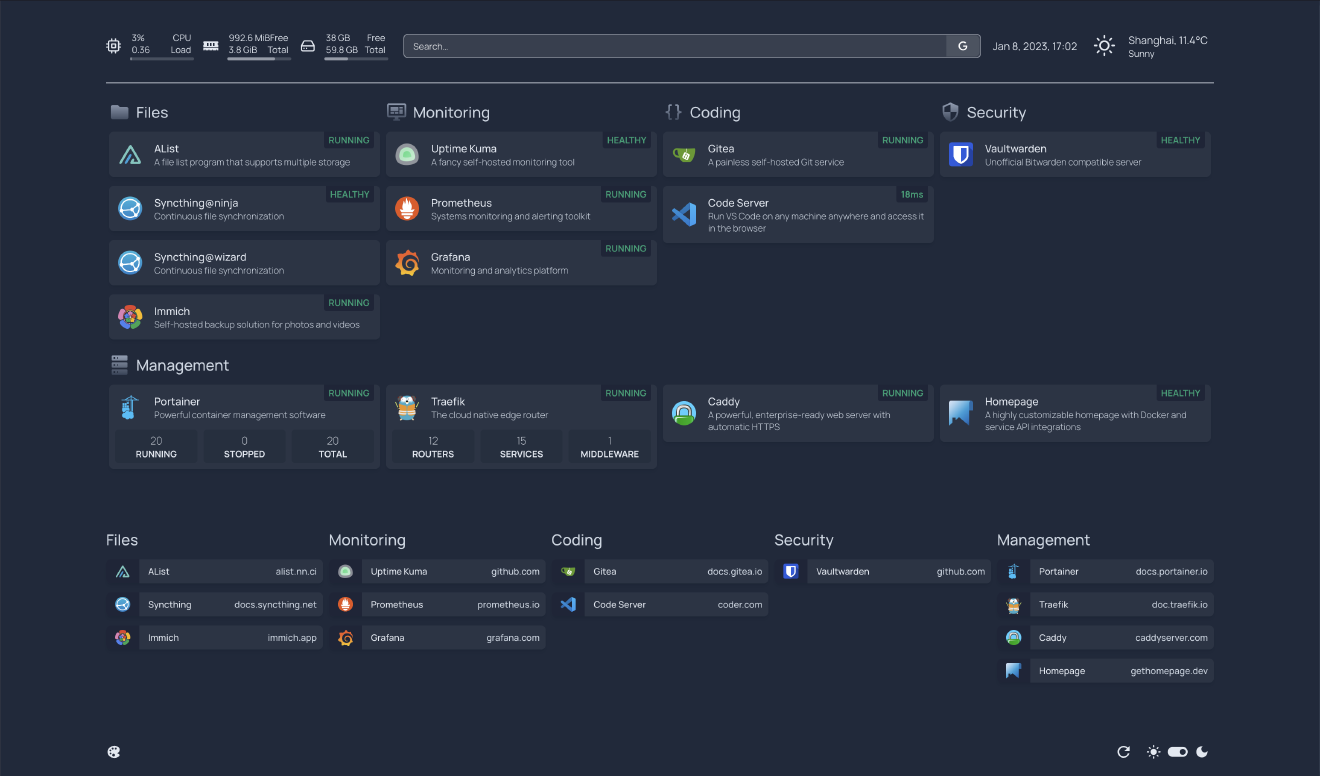 3% CPU
0.36 Load
992.6 MiBFree
3.8 GiB Total
38 GB Free
59.8 GB Total
Search...
G
Jan 8, 2023, 17:02
Shanghai, 11.4°C
Sunny
Files
AList
RUNNING
A file list program that supports multiple storage
Syncthing@ninja
HEALTHY
Continuous file synchronization
Syncthing@wizard
Continuous file synchronization
Immich
RUNNING
Self-hosted backup solution for photos and videos
Monitoring
Uptime Kuma
HEALTHY
A fancy self-hosted monitoring tool
Prometheus
RUNNING
Systems monitoring and alerting toolkit
Grafana
RUNNING
Monitoring and analytics platform
Coding
Gitea
RUNNING
A painless self-hosted Git service
Code Server
18ms
Run VS Code on any machine anywhere and access it
in the browser
Security
Vaultwarden
HEALTHY
Unofficial Bitwarden compatible server
Management
Portainer
RUNNING
Powerful container management software
20 0 20
RUNNING STOPPED TOTAL
Traefik
RUNNING
The cloud native edge router
12 15 1
ROUTERS SERVICES MIDDLEWARE
Caddy
RUNNING
A powerful, enterprise-ready web server with
automatic HTTPS
Homepage
HEALTHY
A highly customizable homepage with Docker and
service API integrations
Files
AList alist.nn.ci
Syncthing docs.syncthing.net
Immich immich.app
Monitoring
Uptime Kuma github.com
Prometheus prometheus.io
Grafana grafana.com
Coding
Gitea docs.gitea.io
Code Server coder.com
Security
Vaultwarden github.com
Management
Portainer docs.portainer.io
Traefik doc.traefik.io
Caddy caddyserver.com
Homepage gethomepage.dev